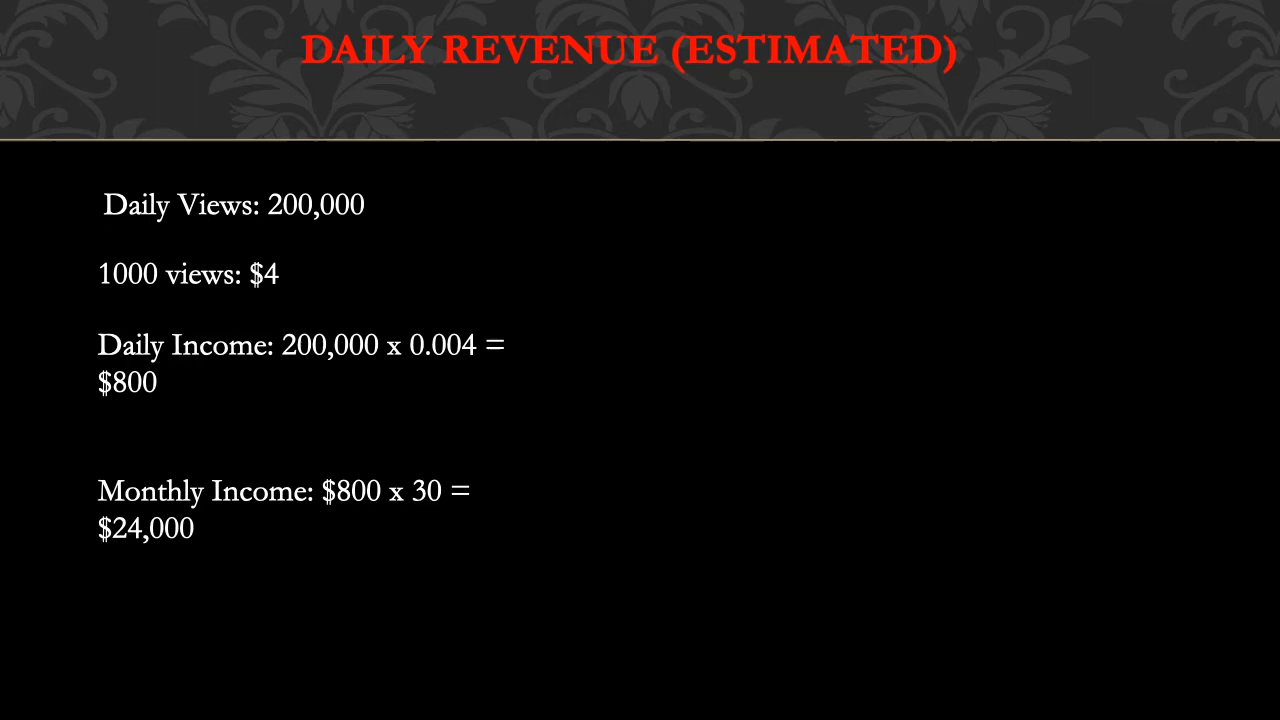 DAILY REVENUE (ESTIMATED)
Daily Views: 200,000
1000 views: $4
Daily Income: 200,000 x 0.004 =
$800
Monthly Income: $800 x 30 =
$24,000